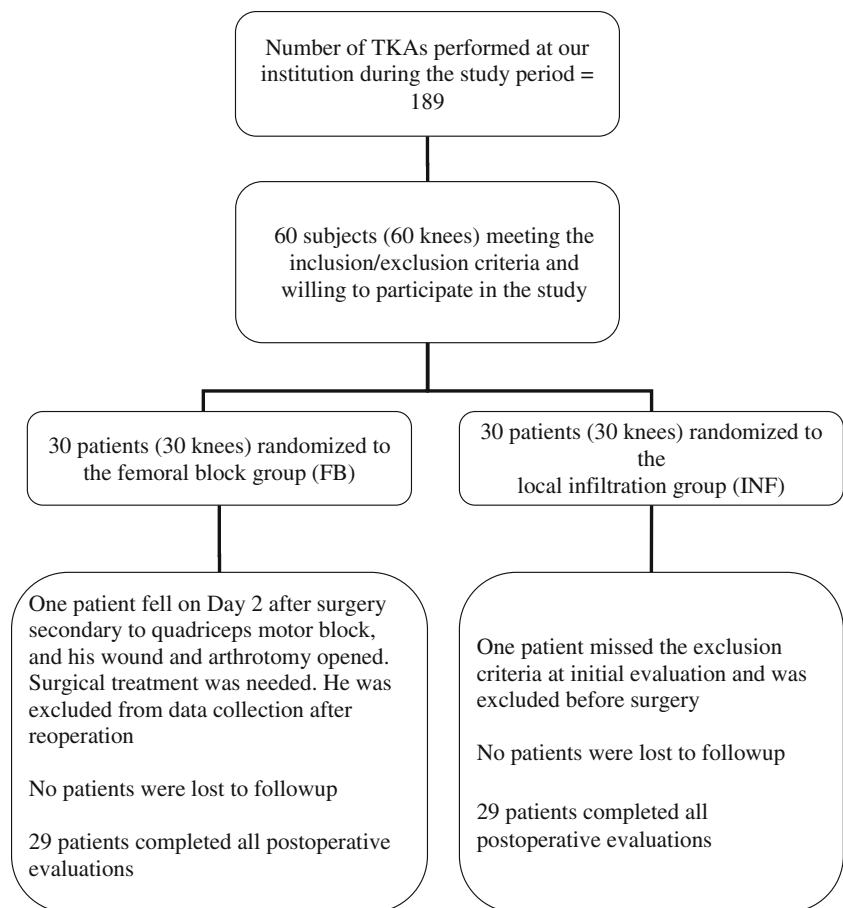 Number of TKAs performed at our
institution during the study period =
189
60 subjects (60 knees) meeting the
inclusion/exclusion criteria and
willing to participate in the study
30 patients (30 knees) randomized to
the femoral block group (FB)
30 patients (30 knees) randomized to
the
local infiltration group (INF)
One patient fell on Day 2 after surgery
secondary to quadriceps motor block,
and his wound and arthrotomy opened.
Surgical treatment was needed. He was
excluded from data collection after
reoperation
No patients were lost to followup
29 patients completed all postoperative
evaluations
One patient missed the exclusion
criteria at initial evaluation and was
excluded before surgery
No patients were lost to followup
29 patients completed all
postoperative evaluations